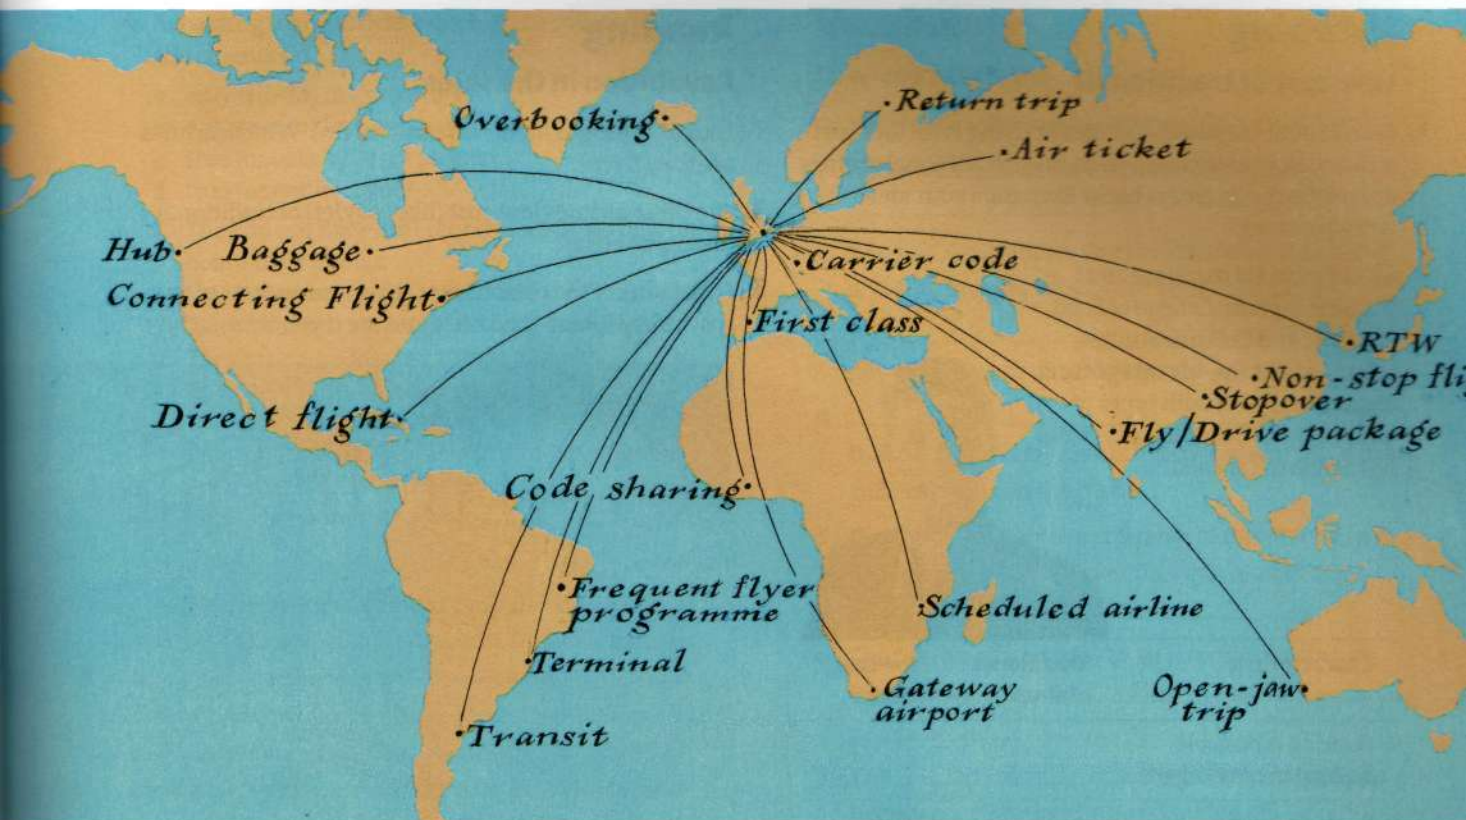 Return trip
Overbooking
Air ticket
Hub
Baggage
Carrier code
Connecting Flight
First class
RTW
Non-stop
Stopover
Direct flight
Fly/Drive package
Code sharing
Frequent flyer
programme
Scheduled airline
Terminal
Gateway
airport
Open-jaw
trip
Transit